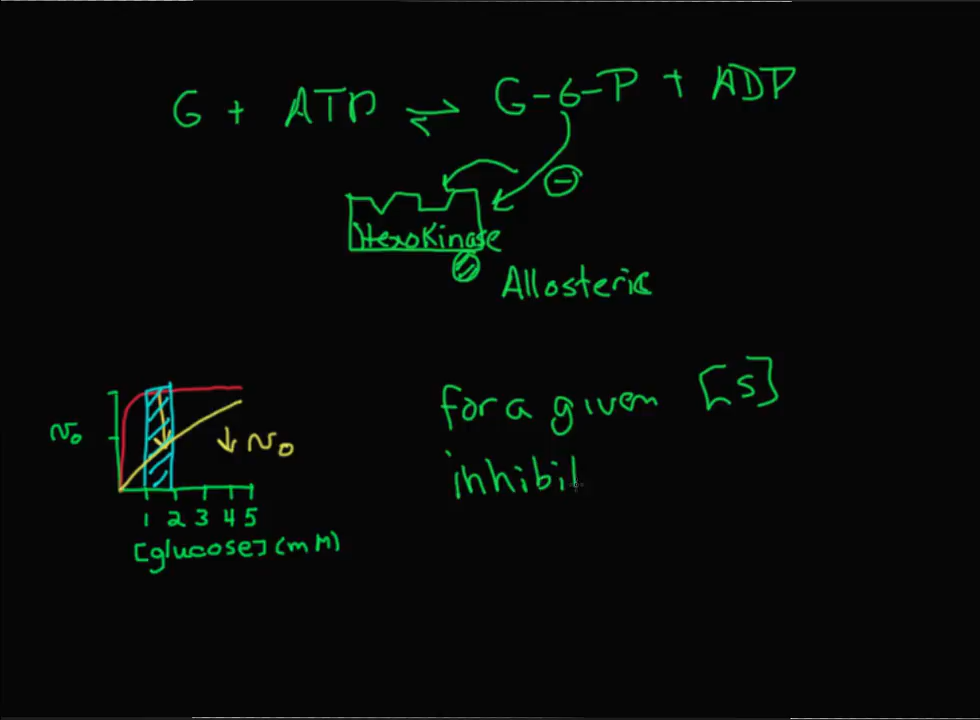 G + ATP ⇌ G-6-P + ADP
−
Hexokinase
Allosteric
for a given [S]
v₀
↓ v₀
inhibit
1 2 3 4 5
[glucose] (mM)